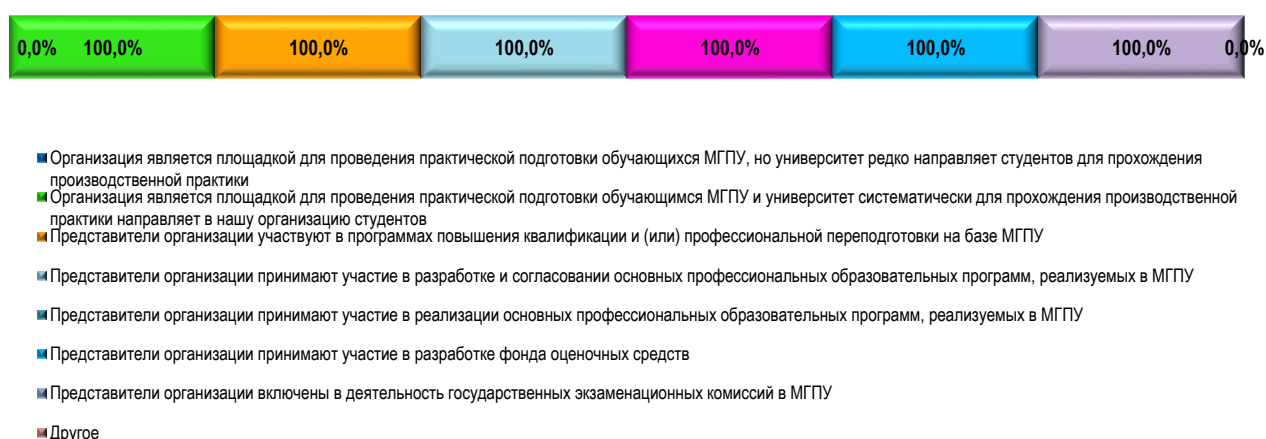 0,0% 100,0% 100,0% 100,0% 100,0% 100,0% 100,0% 0,0%
Организация является площадкой для проведения практической подготовки обучающихся МГПУ, но университет редко направляет студентов для прохождения
производственной практики
Организация является площадкой для проведения практической подготовки обучающимся МГПУ и университет систематически для прохождения производственной
практики направляет в нашу организацию студентов
Представители организации участвуют в программах повышения квалификации и (или) профессиональной переподготовки на базе МГПУ
Представители организации принимают участие в разработке и согласовании основных профессиональных образовательных программ, реализуемых в МГПУ
Представители организации принимают участие в реализации основных профессиональных образовательных программ, реализуемых в МГПУ
Представители организации принимают участие в разработке фонда оценочных средств
Представители организации включены в деятельность государственных экзаменационных комиссий в МГПУ
Другое